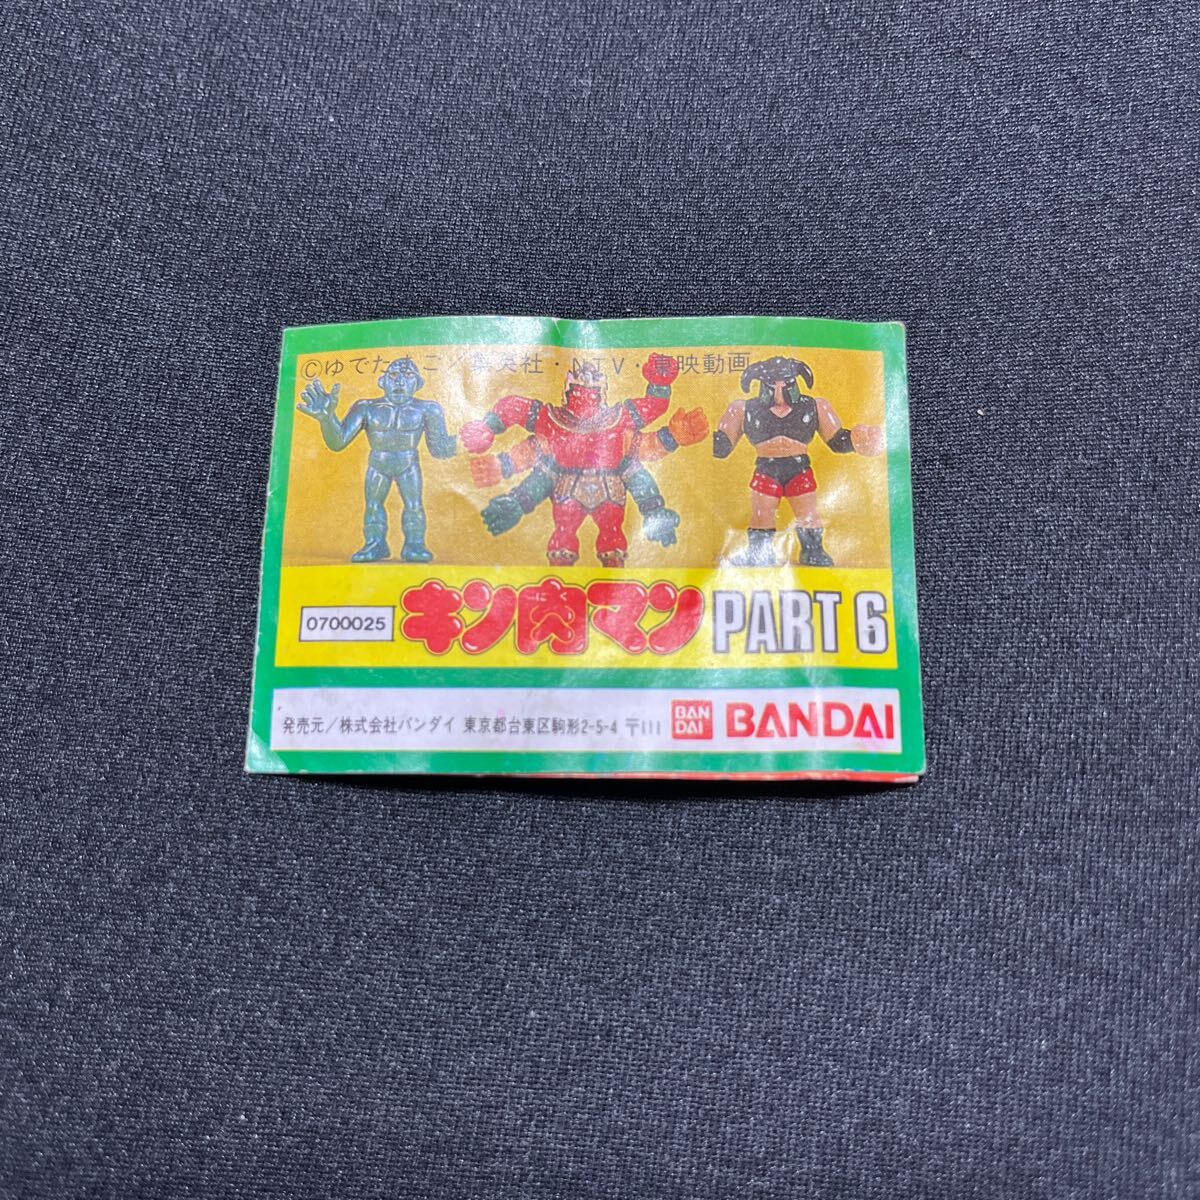 ©ゆでたまご/集英社・NTV・東映動画
0700025 キン肉マン PART 6
発売元/株式会社バンダイ 東京都台東区駒形2-5-4 〒111 BANDAI BANDAI